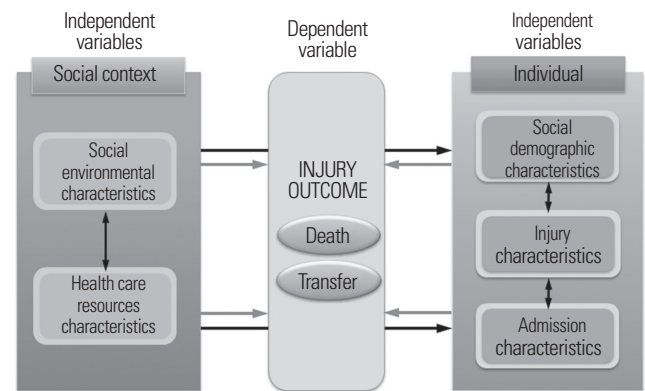 Independent
variables
Social context
Social
environmental
characteristics
Health care
resources
characteristics
Dependent
variable
INJURY
OUTCOME
Death
Transfer
Independent
variables
Individual
Social
demographic
characteristics
Injury
characteristics
Admission
characteristics